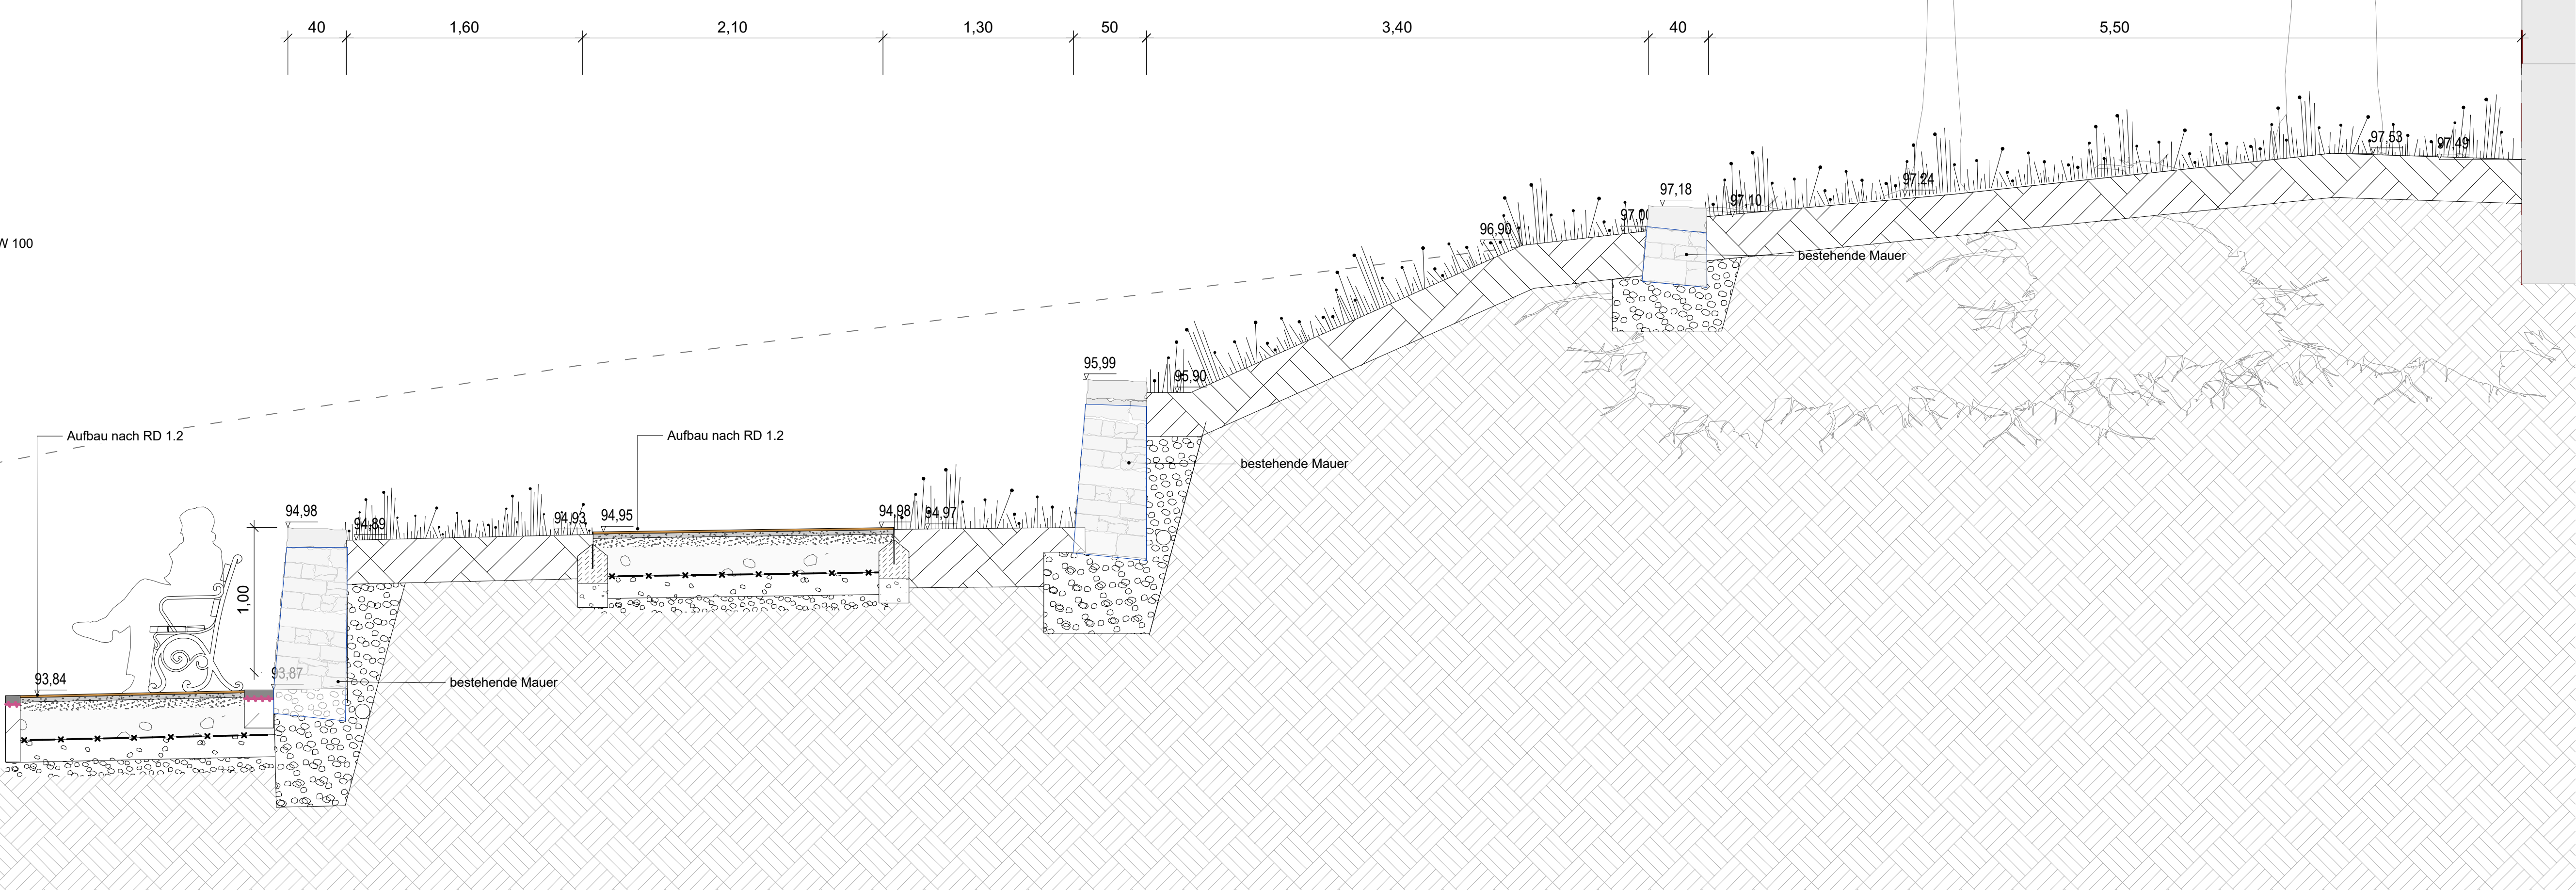 40 1,60 2,10 1,30 50 3,40 40 5,50
97,53 97,49
97,24
97,18
97,10
97,00
96,90
W 100
bestehende Mauer
95,99
95,90
Aufbau nach RD 1.2 Aufbau nach RD 1.2
bestehende Mauer
94,98 94,89 94,93 94,95 94,98 94,97
1,00
93,87
93,84
bestehende Mauer